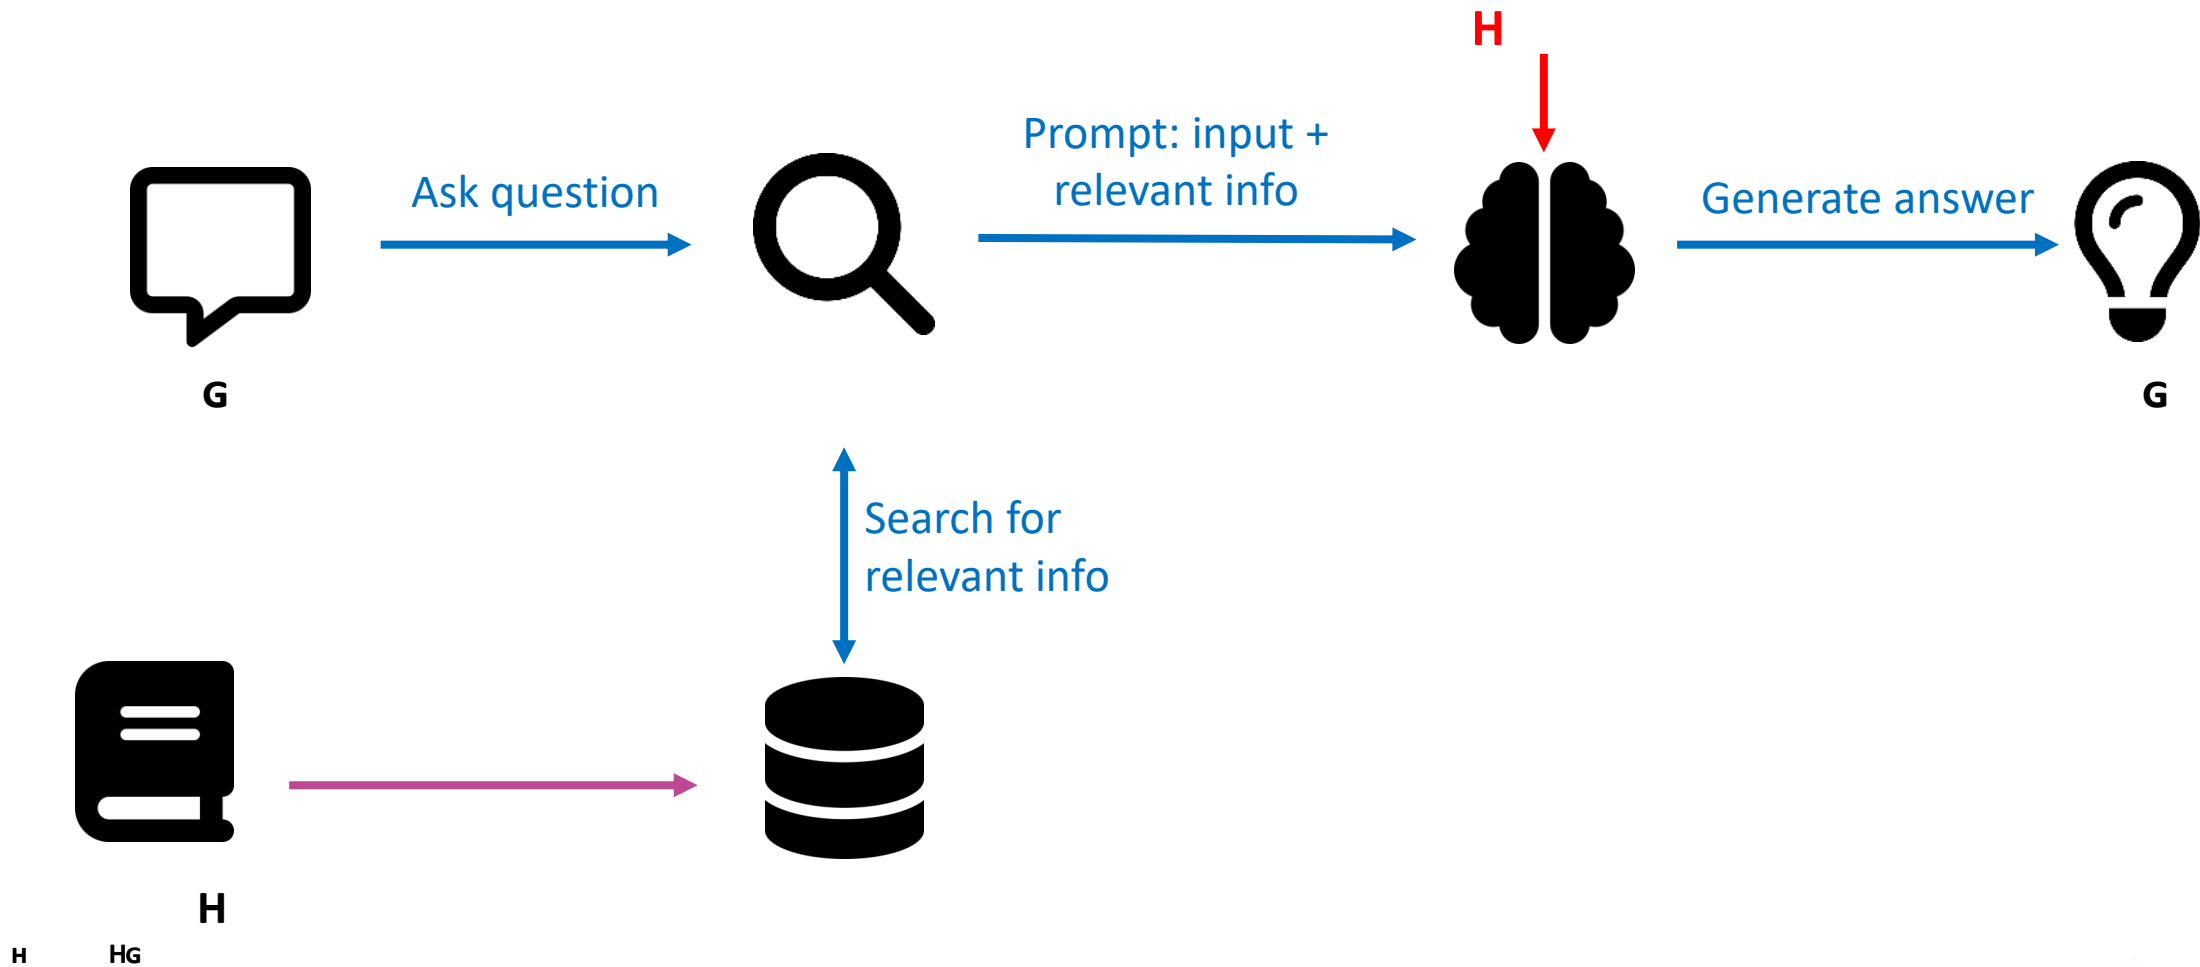 H
Prompt: input +
relevant info
Ask question
Generate answer
G
G
Search for
relevant info
H
H
HG